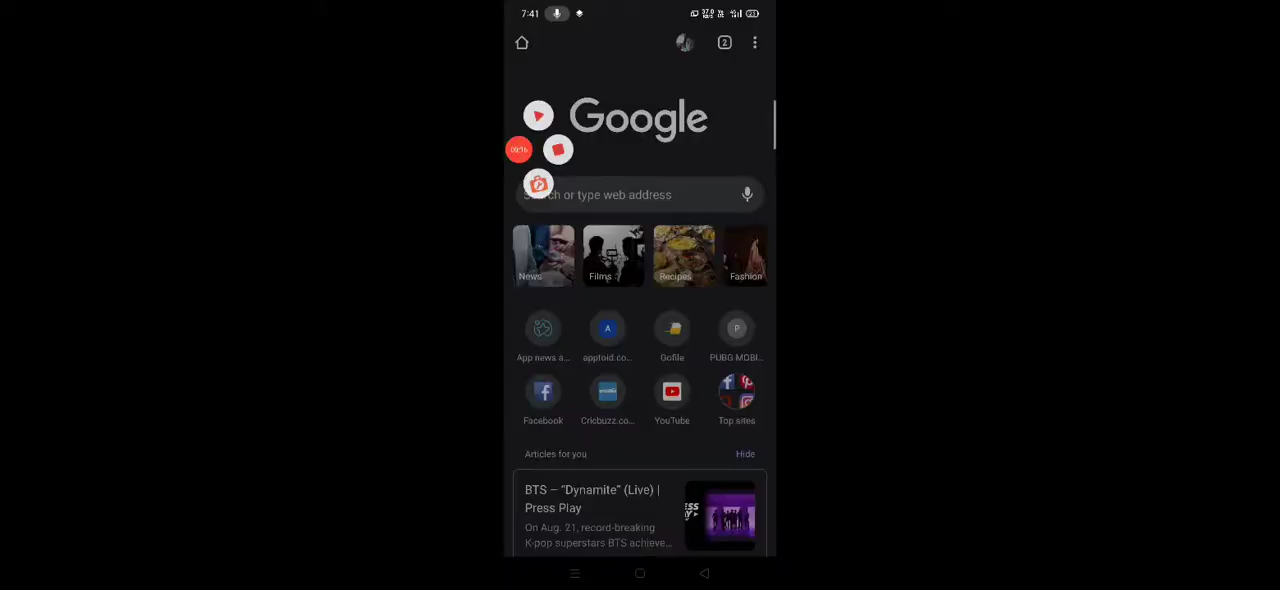 7:41
2
Google
Search or type web address
News
Films
Recipes
Fashion
App news a...
A
apptoid.co...
Gofile
P
PUBG MOBI...
Facebook
Cricbuzz.co...
YouTube
Top sites
Articles for you
Hide
BTS – “Dynamite” (Live) |
Press Play
On Aug. 21, record-breaking
K-pop superstars BTS achieve...